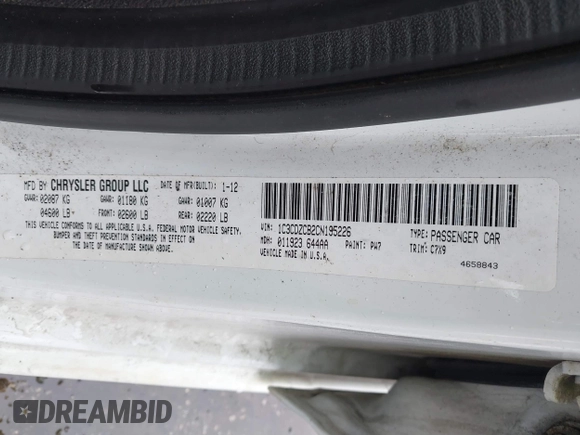 MFD BY CHRYSLER GROUP LLC DATE OF MFR(BUILT): 1-12
GVWR: 02087 KG GAWR: 01180 KG GAWR: 01007 KG
04600 LB FRONT: 02600 LB REAR: 02220 LB
THIS VEHICLE CONFORMS TO ALL APPLICABLE U.S.A. FEDERAL MOTOR VEHICLE SAFETY,
BUMPER AND THEFT PREVENTION STANDARDS IN EFFECT ON
THE DATE OF MANUFACTURE SHOWN ABOVE.
VIN: 1C3CDZCB2CN195226 TYPE: PASSENGER CAR
MDH: 011923 644AA PAINT: PW7 TRIM: C7X9
VEHICLE MADE IN U.S.A.
4658843
DREAMBID